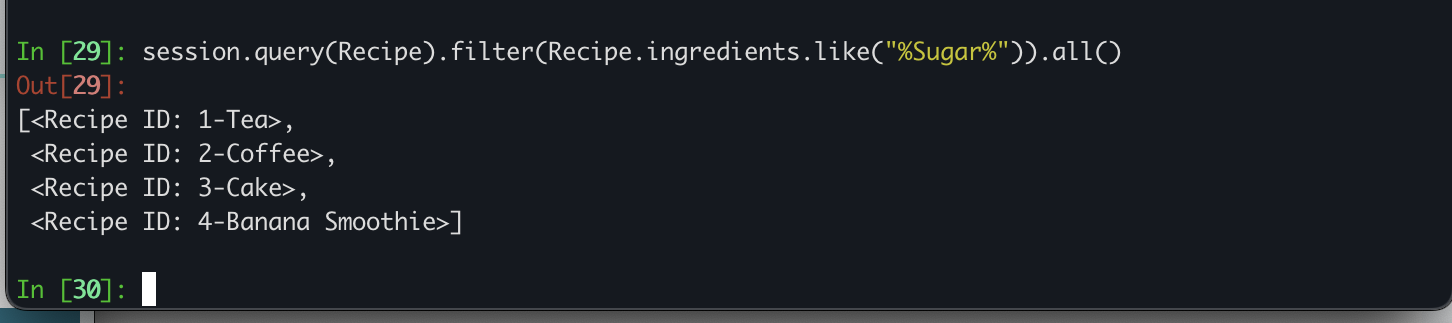 In [29]: session.query(Recipe).filter(Recipe.ingredients.like("%Sugar%")).all()
Out[29]:
[<Recipe ID: 1-Tea>,
 <Recipe ID: 2-Coffee>,
 <Recipe ID: 3-Cake>,
 <Recipe ID: 4-Banana Smoothie>]
In [30]: